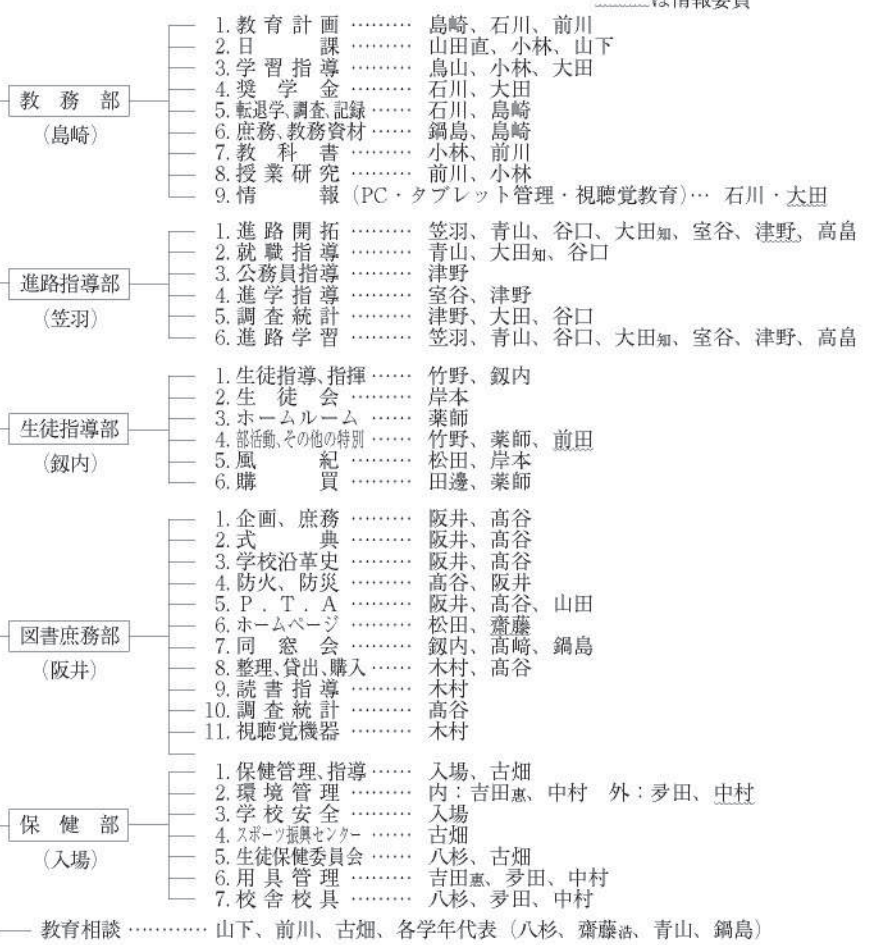 は情報委員
教務部
(島崎)
1. 教育計画 ……… 島崎、石川、前川
2. 日課 ……… 山田直、小林、山下
3. 学習指導 ……… 鳥山、小林、大田
4. 奨学金 ……… 石川、大田
5. 転退学、調査、記録 …… 石川、島崎
6. 庶務、教務資材 …… 鍋島、島崎
7. 教科書 ……… 小林、前川
8. 授業研究 ……… 前川、小林
9. 情報(PC・タブレット管理・視聴覚教育)… 石川・大田
進路指導部
(笠羽)
1. 進路開拓 ……… 笠羽、青山、谷口、大田知、室谷、津野、高畠
2. 就職指導 ……… 青山、大田知、谷口
3. 公務員指導 ……… 津野
4. 進学指導 ……… 室谷、津野
5. 調査統計 ……… 津野、大田、谷口
6. 進路学習 ……… 笠羽、青山、谷口、大田知、室谷、津野、高畠
生徒指導部
(釼内)
1. 生徒指導、指揮 …… 竹野、釼内
2. 生徒会 ……… 岸本
3. ホームルーム …… 薬師
4. 部活動、その他の特別 …… 竹野、薬師、前田
5. 風紀 ……… 松田、岸本
6. 購買 ……… 田邊、薬師
図書庶務部
(阪井)
1. 企画、庶務 ……… 阪井、髙谷
2. 式典 ……… 阪井、髙谷
3. 学校沿革史 ……… 阪井、髙谷
4. 防火、防災 ……… 髙谷、阪井
5. P.T.A ……… 阪井、髙谷、山田
6. ホームページ ……… 松田、齋藤
7. 同窓会 ……… 釼内、髙﨑、鍋島
8. 整理、貸出、購入 …… 木村、髙谷
9. 読書指導 ……… 木村
10. 調査統計 ……… 髙谷
11. 視聴覚機器 ……… 木村
保健部
(入場)
1. 保健管理、指導 …… 入場、古畑
2. 環境管理 ……… 内:吉田恵、中村 外:夛田、中村
3. 学校安全 ……… 入場
4. スポーツ振興センター …… 古畑
5. 生徒保健委員会 …… 八杉、古畑
6. 用具管理 ……… 吉田恵、夛田、中村
7. 校舎校具 ……… 八杉、夛田、中村
教育相談 ………… 山下、前川、古畑、各学年代表(八杉、齋藤浩、青山、鍋島)